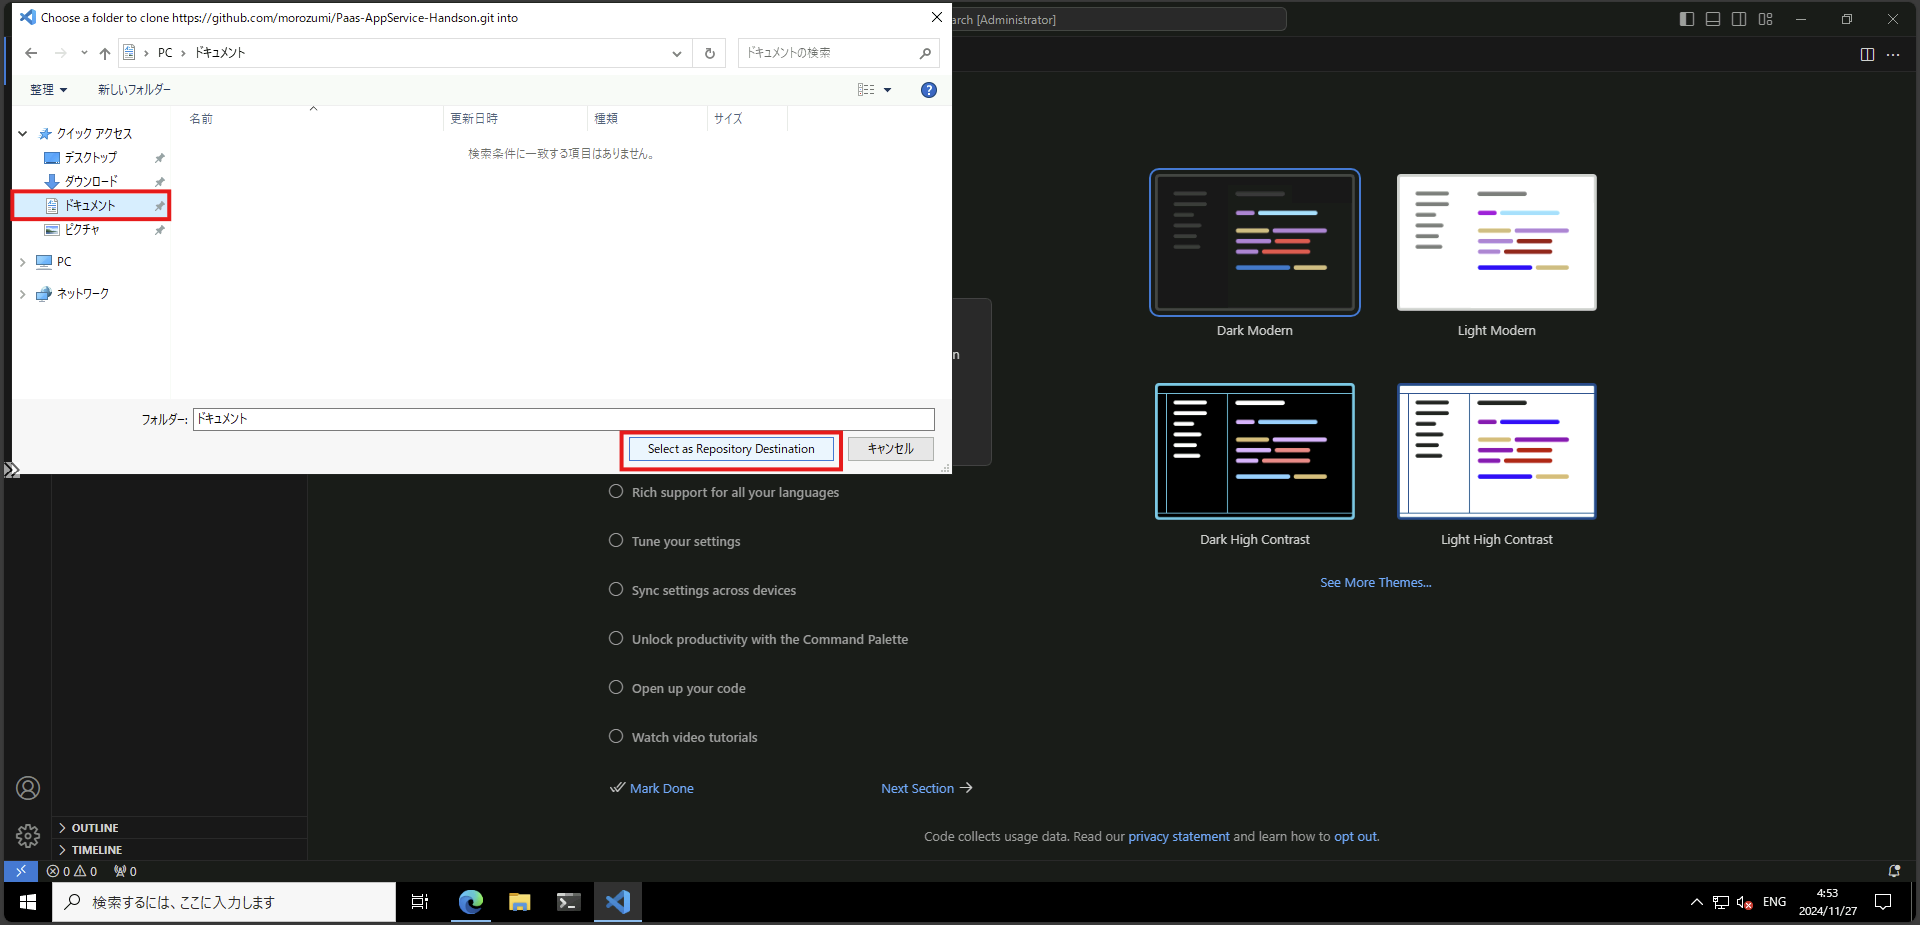 Choose a folder to clone https://github.com/morozumi/Paas-AppService-Handson.git into
arch [Administrator]
PC
ドキュメント
ドキュメントの検索
整理
新しいフォルダー
名前
更新日時
種類
サイズ
クイック アクセス
検索条件に一致する項目はありません。
デスクトップ
ダウンロード
ドキュメント
ピクチャ
PC
ネットワーク
フォルダー: ドキュメント
Select as Repository Destination
キャンセル
n
Dark Modern
Light Modern
Dark High Contrast
Light High Contrast
See More Themes...
Rich support for all your languages
Tune your settings
Sync settings across devices
Unlock productivity with the Command Palette
Open up your code
Watch video tutorials
Mark Done
Next Section
Code collects usage data. Read our privacy statement and learn how to opt out.
OUTLINE
TIMELINE
0 0 0
検索するには、ここに入力します
ENG
4:53
2024/11/27